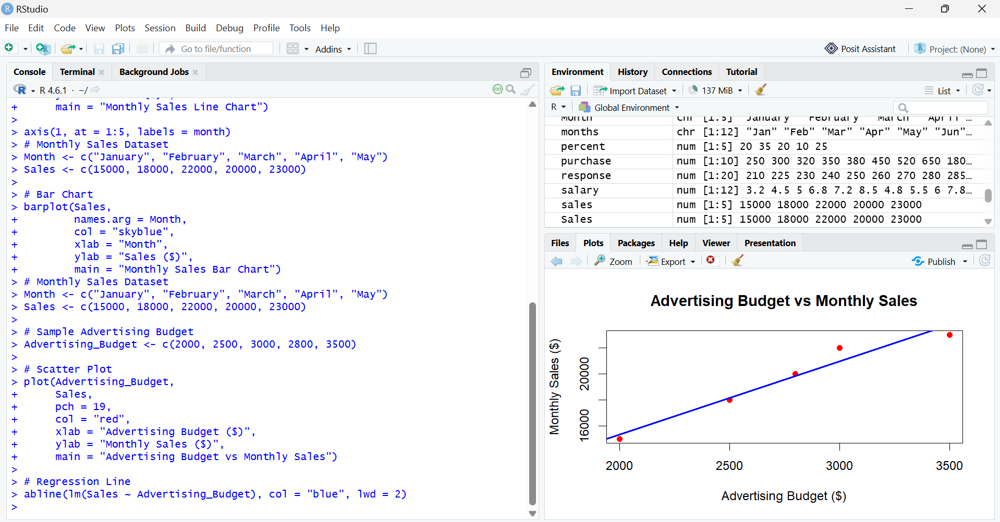 RStudio
File Edit Code View Plots Session Build Debug Profile Tools Help
Go to file/function Addins Posit Assistant Project: (None)
Console Terminal Background Jobs
R 4.6.1 · ~/
+      main = "Monthly Sales Line Chart")
>
> axis(1, at = 1:5, labels = month)
> # Monthly Sales Dataset
> Month <- c("January", "February", "March", "April", "May")
> Sales <- c(15000, 18000, 22000, 20000, 23000)
>
> # Bar Chart
> barplot(Sales,
+         names.arg = Month,
+         col = "skyblue",
+         xlab = "Month",
+         ylab = "Sales ($)",
+         main = "Monthly Sales Bar Chart")
> # Monthly Sales Dataset
> Month <- c("January", "February", "March", "April", "May")
> Sales <- c(15000, 18000, 22000, 20000, 23000)
>
> # Sample Advertising Budget
> Advertising_Budget <- c(2000, 2500, 3000, 2800, 3500)
>
> # Scatter Plot
> plot(Advertising_Budget,
+      Sales,
+      pch = 19,
+      col = "red",
+      xlab = "Advertising Budget ($)",
+      ylab = "Monthly Sales ($)",
+      main = "Advertising Budget vs Monthly Sales")
>
> # Regression Line
> abline(lm(Sales ~ Advertising_Budget), col = "blue", lwd = 2)
>
Environment History Connections Tutorial
Import Dataset 137 MiB List
R Global Environment
Month chr [1:5] "January" "February" "March" "April" …
months chr [1:12] "Jan" "Feb" "Mar" "Apr" "May" "Jun"…
percent num [1:5] 20 35 20 10 25
purchase num [1:10] 250 300 320 350 380 450 520 650 180…
response num [1:20] 210 225 230 240 250 260 270 280 285…
salary num [1:12] 3.2 4.5 5 6.8 7.2 8.5 4.8 5.5 6 7.8…
sales num [1:5] 15000 18000 22000 20000 23000
Sales num [1:5] 15000 18000 22000 20000 23000
Files Plots Packages Help Viewer Presentation
Zoom Export Publish
Advertising Budget vs Monthly Sales
Monthly Sales ($)
20000
16000
2000 2500 3000 3500
Advertising Budget ($)